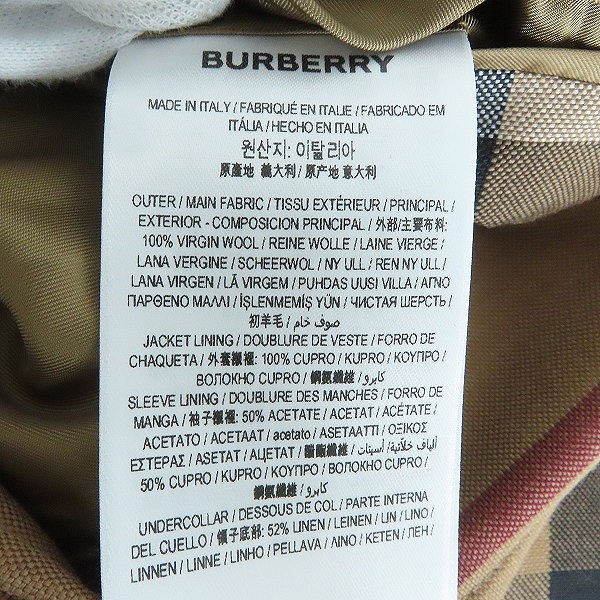 BURBERRY
MADE IN ITALY / FABRIQUÉ EN ITALIE / FABRICADO EM
ITÁLIA / HECHO EN ITALIA
원산지: 이탈리아
原產地 義大利 / 原产地 意大利
OUTER / MAIN FABRIC / TISSU EXTÉRIEUR / PRINCIPAL /
EXTERIOR - COMPOSICION PRINCIPAL / 外部/主要布料:
100% VIRGIN WOOL / REINE WOLLE / LAINE VIERGE /
LANA VERGINE / SCHEERWOL / NY ULL / REN NY ULL /
LANA VIRGEN / LÃ VIRGEM / PUHDAS UUSI VILLA / ΑΓΝΟ
ΠΑΡΘΕΝΟ ΜΑΛΛΙ / İŞLENMEMİŞ YÜN / ЧИСТАЯ ШЕРСТЬ /
初羊毛 / صوف خام /
JACKET LINING / DOUBLURE DE VESTE / FORRO DE
CHAQUETA / 外套襯裡: 100% CUPRO / KUPRO / ΚΟΥΠΡΟ /
ВОЛОКНО CUPRO / 銅氨纖維 / كابرو /
SLEEVE LINING / DOUBLURE DES MANCHES / FORRO DE
MANGA / 袖子襯裡: 50% ACETATE / ACETAT / ACÉTATE /
ACETATO / ACETAAT / acetato / ASETAATTI / ΟΞΙΚΟΣ
ΕΣΤΕΡΑΣ / ASETAT / АЦЕТАТ / 醋酯纖維 / ألياف خلأتية / أسيتات /
50% CUPRO / KUPRO / ΚΟΥΠΡΟ / ВОЛОКНО CUPRO /
銅氨纖維 / كابرو /
UNDERCOLLAR / DESSOUS DE COL / PARTE INTERNA
DEL CUELLO / 領子底部: 52% LINEN / LEINEN / LIN / LINO /
LINNEN / LINNE / LINHO / PELLAVA / ΛΙΝΟ / KETEN / ЛЕН /